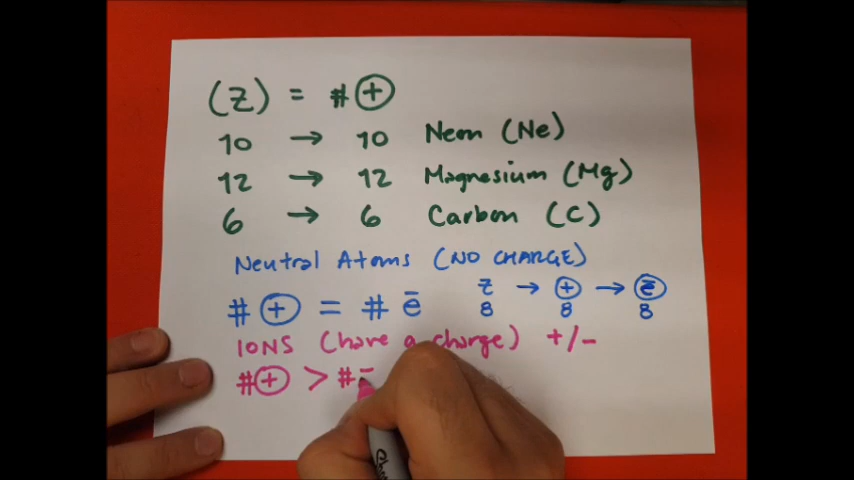 (Z) = # ⊕
10 → 10 Neon (Ne)
12 → 12 Magnesium (Mg)
6 → 6 Carbon (C)
Neutral Atoms (NO CHARGE)
# ⊕ = # ē
Z → ⊕ → ē
8 8 8
IONS (have a charge) +/-
#⊕ > #